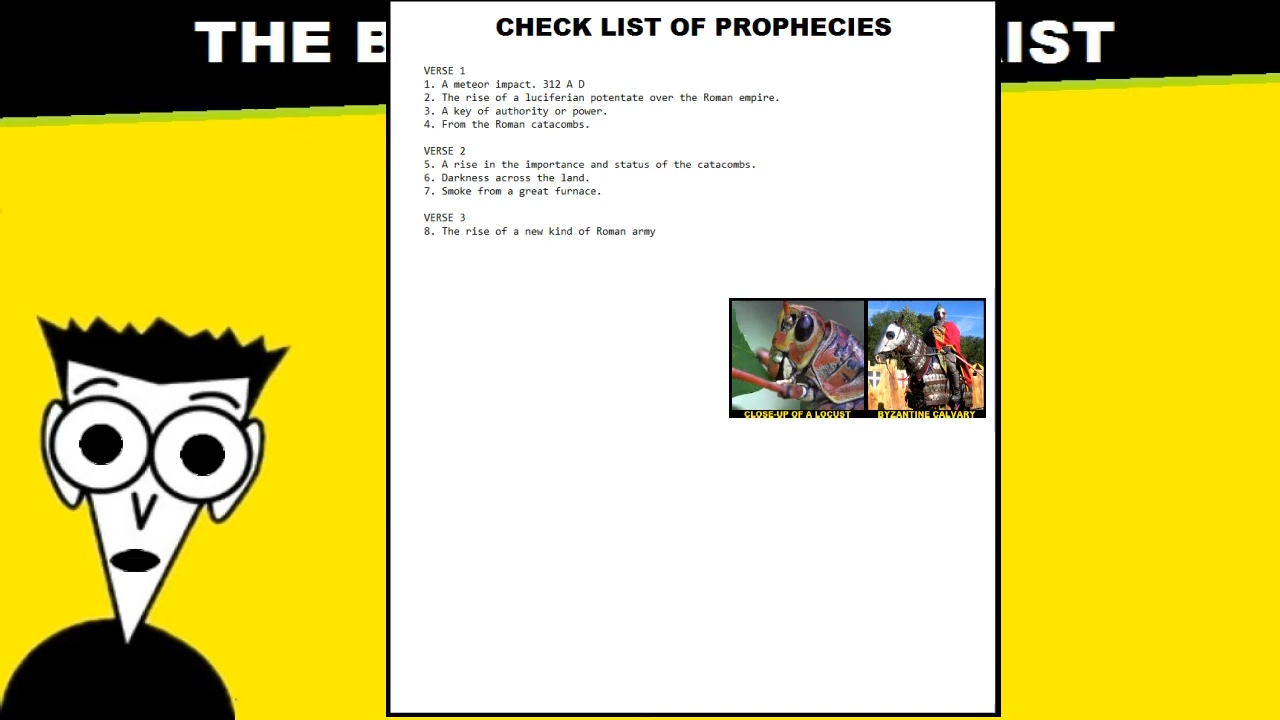 THE B
IST
CHECK LIST OF PROPHECIES
VERSE 1
1. A meteor impact. 312 A D
2. The rise of a luciferian potentate over the Roman empire.
3. A key of authority or power.
4. From the Roman catacombs.
VERSE 2
5. A rise in the importance and status of the catacombs.
6. Darkness across the land.
7. Smoke from a great furnace.
VERSE 3
8. The rise of a new kind of Roman army
CLOSE-UP OF A LOCUST
BYZANTINE CALVARY